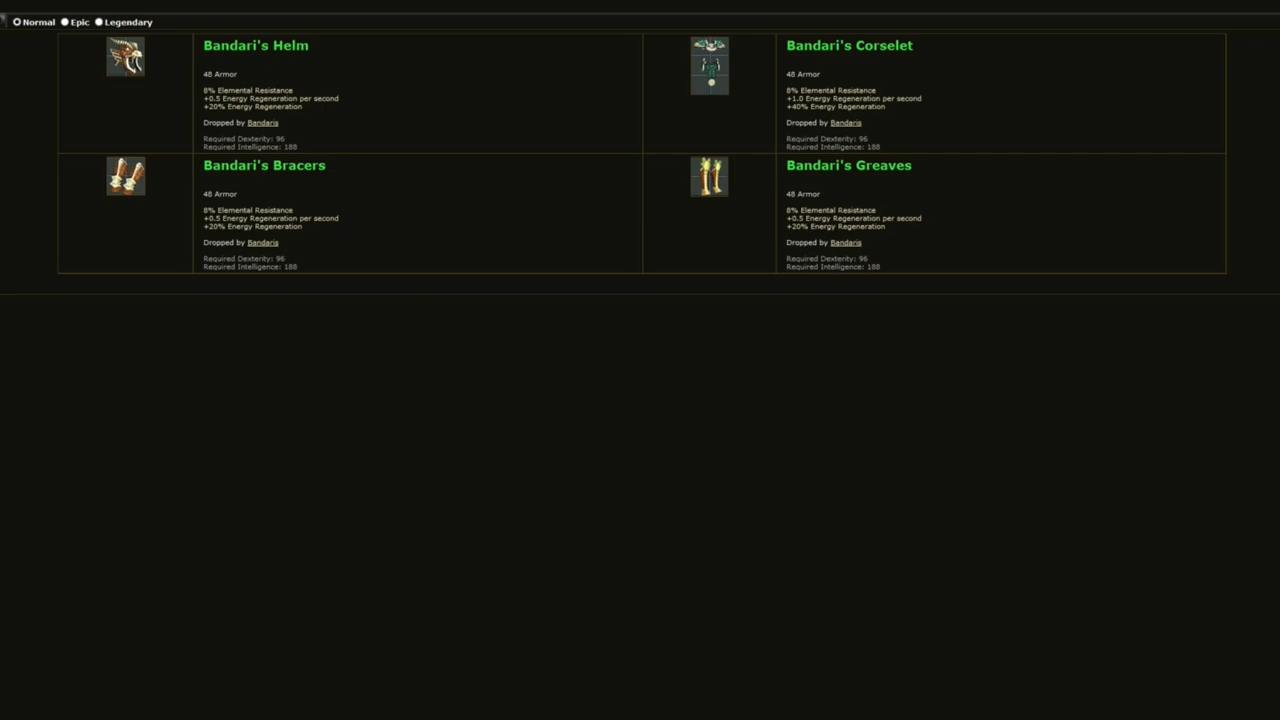 Normal Epic Legendary
Bandari's Helm
48 Armor
8% Elemental Resistance
+0.5 Energy Regeneration per second
+20% Energy Regeneration
Dropped by Bandaris
Required Dexterity: 96
Required Intelligence: 188
Bandari's Corselet
48 Armor
8% Elemental Resistance
+1.0 Energy Regeneration per second
+40% Energy Regeneration
Dropped by Bandaris
Required Dexterity: 96
Required Intelligence: 188
Bandari's Bracers
48 Armor
8% Elemental Resistance
+0.5 Energy Regeneration per second
+20% Energy Regeneration
Dropped by Bandaris
Required Dexterity: 96
Required Intelligence: 188
Bandari's Greaves
48 Armor
8% Elemental Resistance
+0.5 Energy Regeneration per second
+20% Energy Regeneration
Dropped by Bandaris
Required Dexterity: 96
Required Intelligence: 188